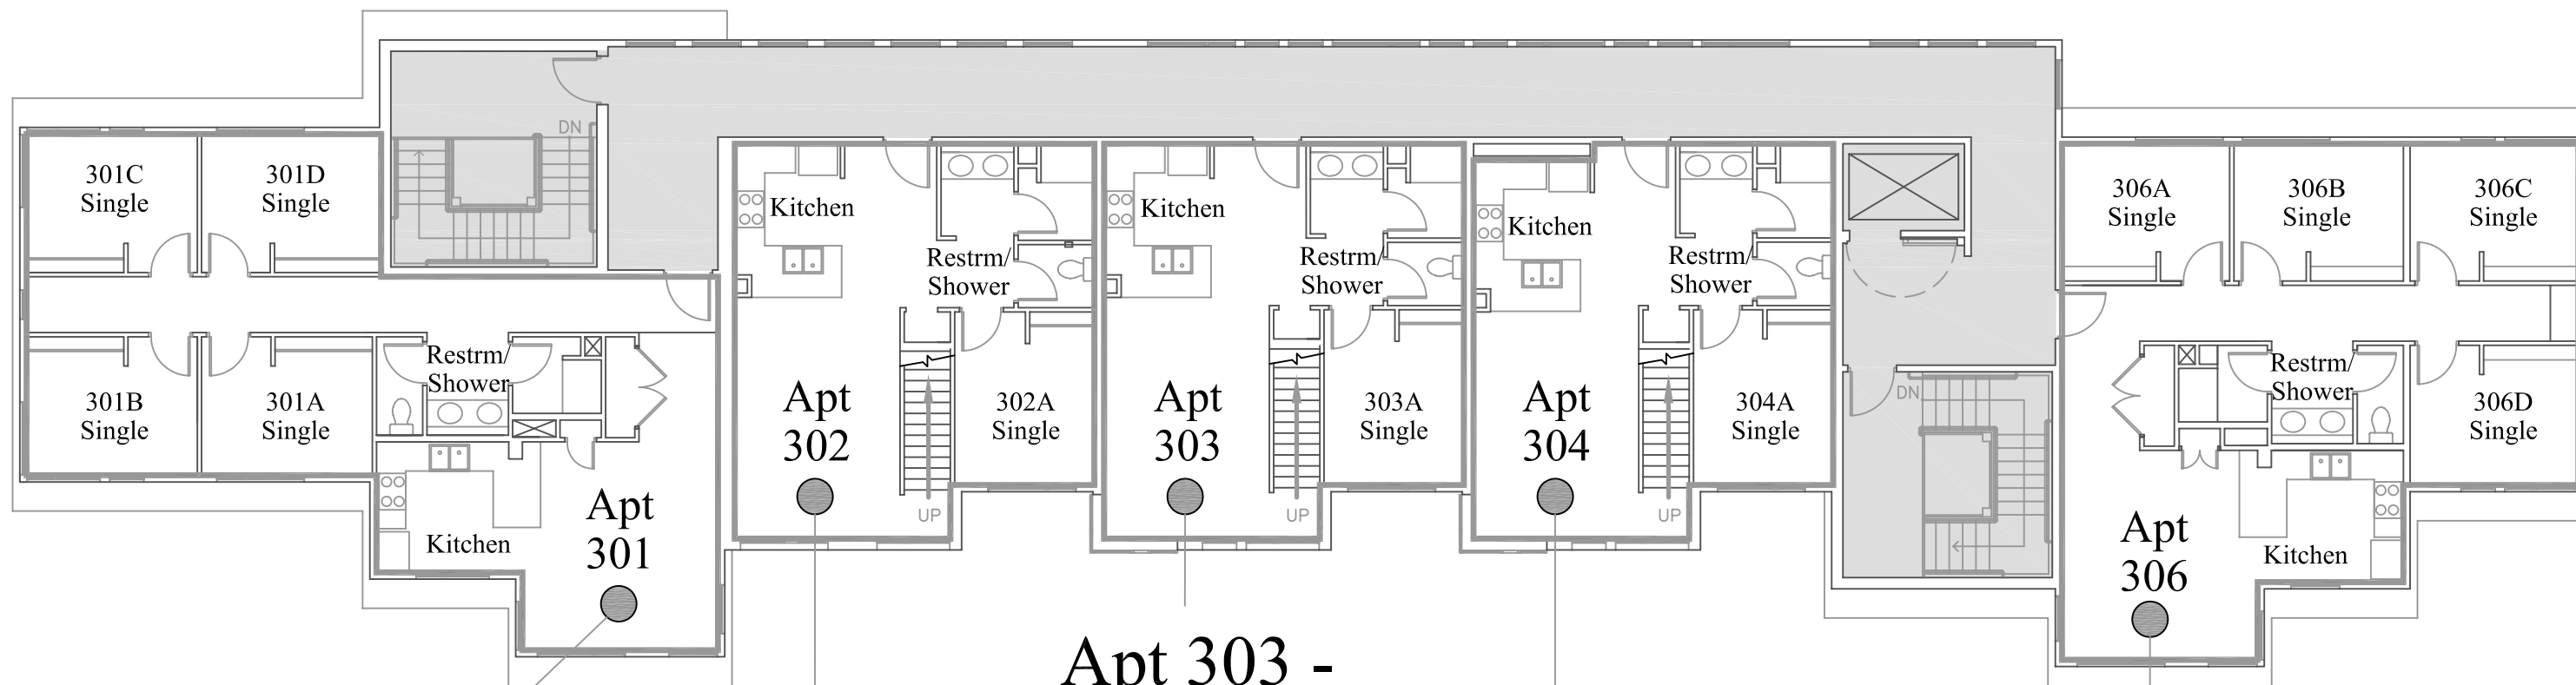 301C
Single
301D
Single
DN
301B
Single
301A
Single
Restrm/
Shower
Kitchen
Apt
301
Kitchen
Restrm/
Shower
Apt
302
302A
Single
UP
Kitchen
Restrm/
Shower
Apt
303
303A
Single
UP
Kitchen
Restrm/
Shower
Apt
304
304A
Single
UP
DN
306A
Single
306B
Single
306C
Single
Restrm/
Shower
306D
Single
Apt
306
Kitchen
Apt 303 -